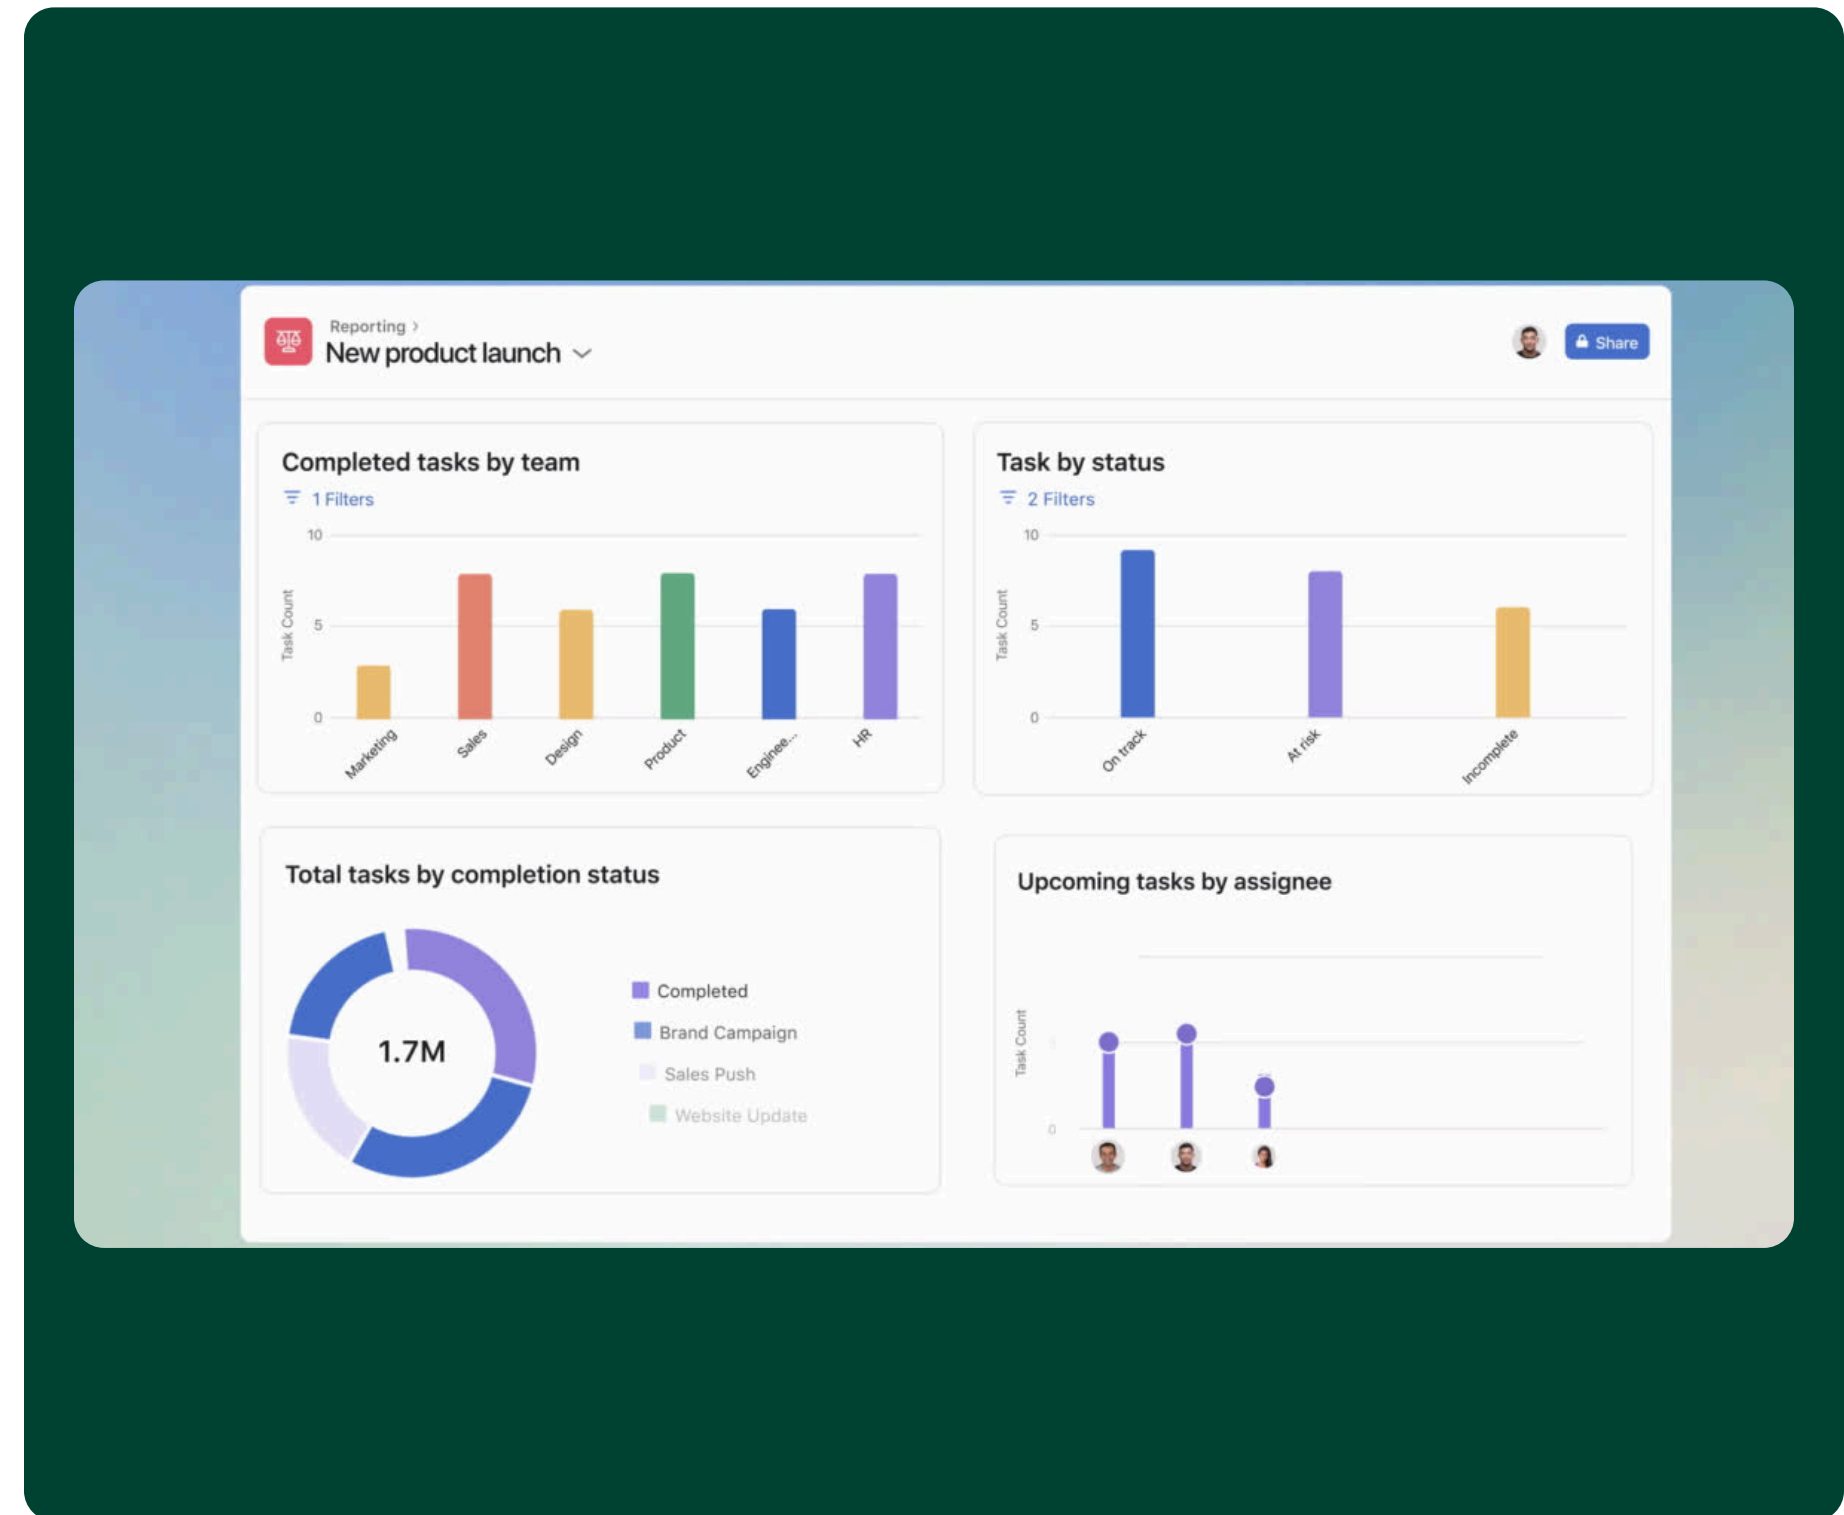 Reporting ›
New product launch
Share
Completed tasks by team
1 Filters
10
5
0
Task Count
Marketing
Sales
Design
Product
Enginee...
HR
Task by status
2 Filters
10
5
0
Task Count
On track
At risk
Incomplete
Total tasks by completion status
1.7M
Completed
Brand Campaign
Sales Push
Website Update
Upcoming tasks by assignee
Task Count
0